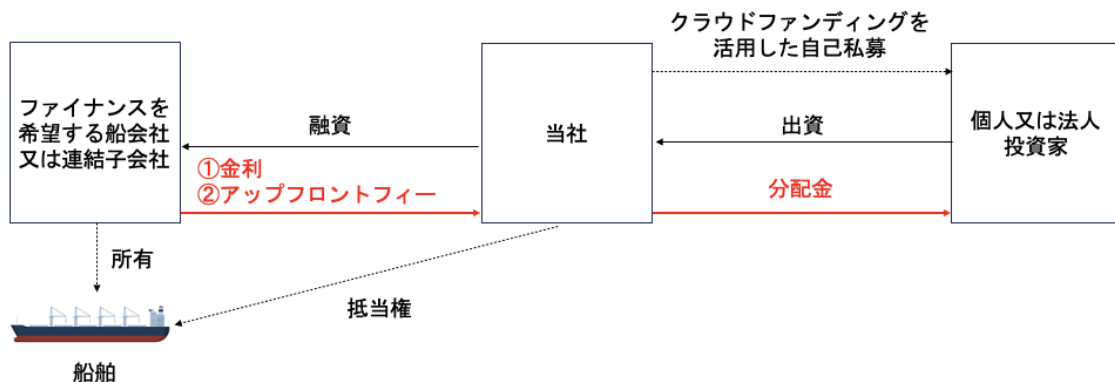 クラウドファンディングを
活用した自己私募
ファイナンスを
希望する船会社
又は連結子会社
融資
当社
出資
個人又は法人
投資家
①金利
②アップフロントフィー
分配金
所有
抵当権
船舶